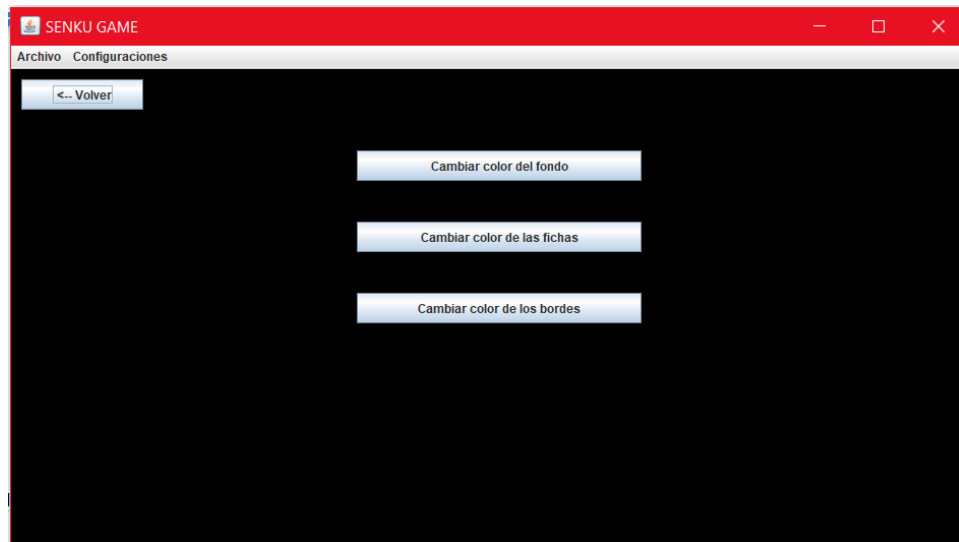 SENKU GAME
Archivo Configuraciones
<-- Volver
Cambiar color del fondo
Cambiar color de las fichas
Cambiar color de los bordes